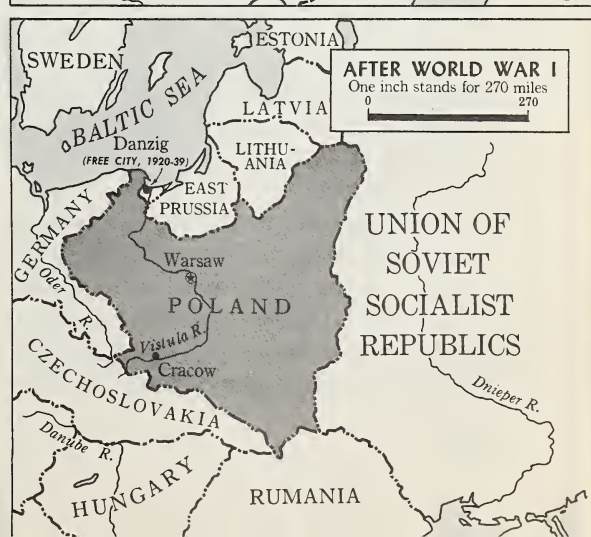 SWEDEN
ESTONIA
AFTER WORLD WAR I
One inch stands for 270 miles
0 270
BALTIC SEA
LATVIA
Danzig
(FREE CITY, 1920-39)
LITHU-
ANIA
EAST
PRUSSIA
GERMANY
Oder R.
Warsaw
POLAND
Vistula R.
Cracow
UNION OF
SOVIET
SOCIALIST
REPUBLICS
Dnieper R.
CZECHOSLOVAKIA
Danube R.
HUNGARY
RUMANIA